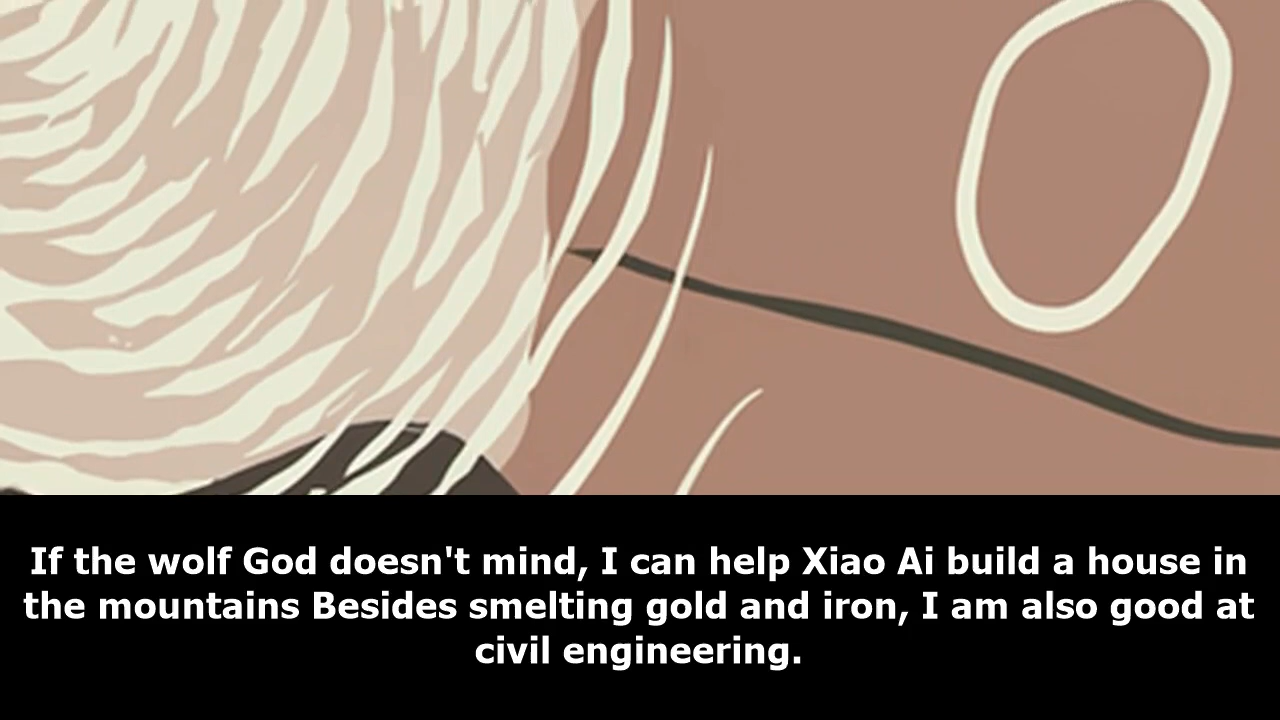 If the wolf God doesn't mind, I can help Xiao Ai build a house in
the mountains Besides smelting gold and iron, I am also good at
civil engineering.